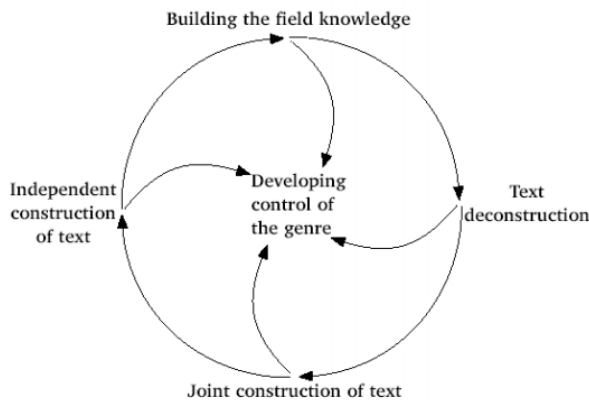 Building the field knowledge
Independent
construction
of text
Developing
control of
the genre
Text
deconstruction
Joint construction of text